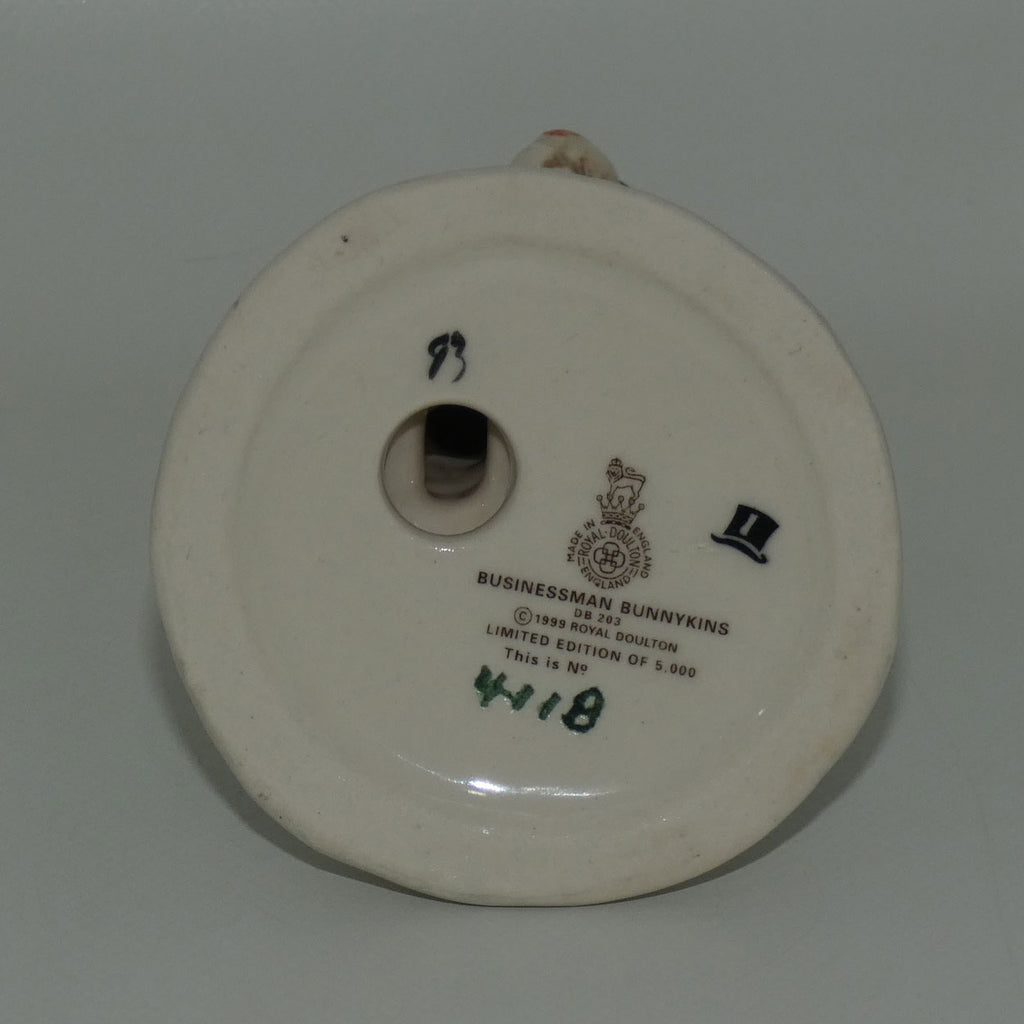 93
MADE IN ENGLAND
ROYAL·DOULTON
ENGLAND
1
BUSINESSMAN BUNNYKINS
DB 203
© 1999 ROYAL DOULTON
LIMITED EDITION OF 5.000
This is Nº
4118